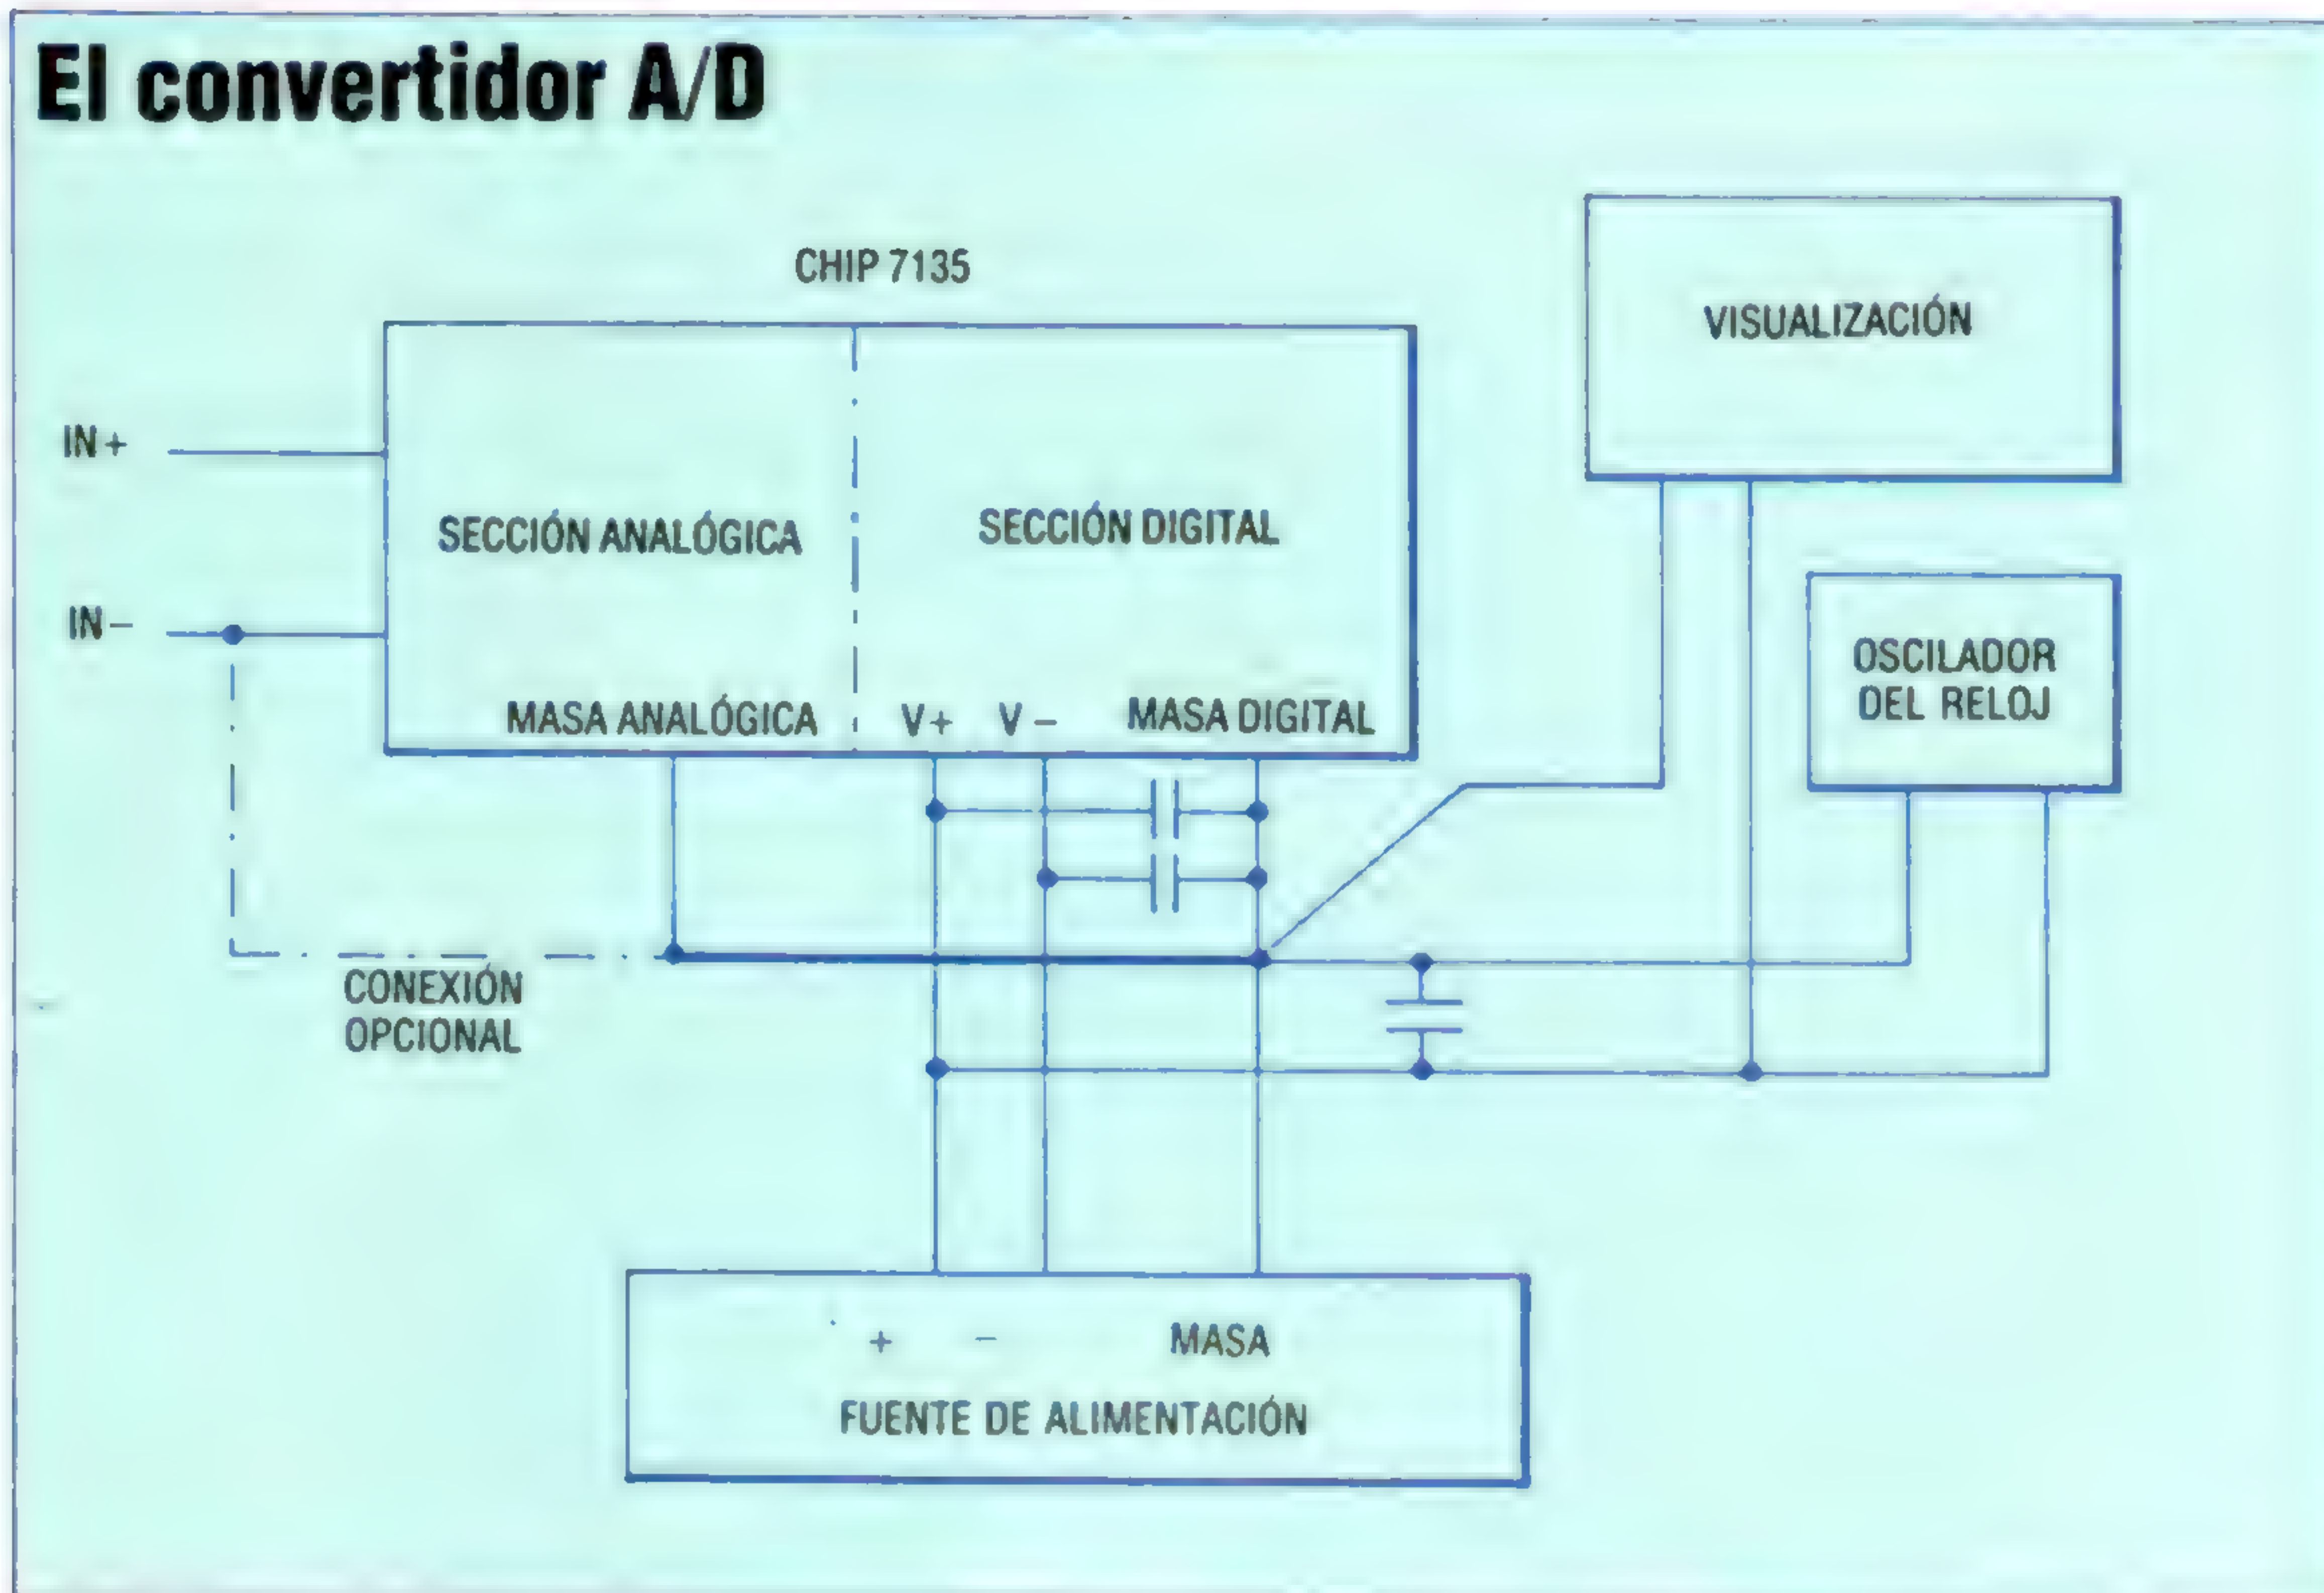 El convertidor A/D
CHIP 7135
VISUALIZACIÓN
IN+
SECCIÓN ANALÓGICA
SECCIÓN DIGITAL
IN−
OSCILADOR
DEL RELOJ
MASA ANALÓGICA
V+
V−
MASA DIGITAL
CONEXIÓN
OPCIONAL
+
−
MASA
FUENTE DE ALIMENTACIÓN